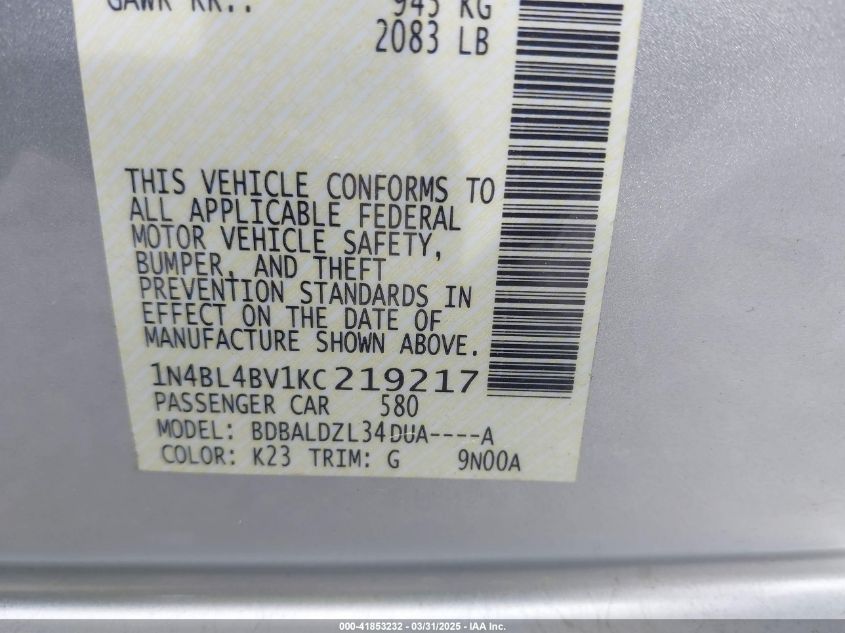 GAWR RR.: 945 KG
2083 LB
THIS VEHICLE CONFORMS TO
ALL APPLICABLE FEDERAL
MOTOR VEHICLE SAFETY,
BUMPER, AND THEFT
PREVENTION STANDARDS IN
EFFECT ON THE DATE OF
MANUFACTURE SHOWN ABOVE.
1N4BL4BV1KC219217
PASSENGER CAR 580
MODEL: BDBALDZL34DUA----A
COLOR: K23 TRIM: G 9N00A
000-41853232 - 03/31/2025 - IAA Inc.